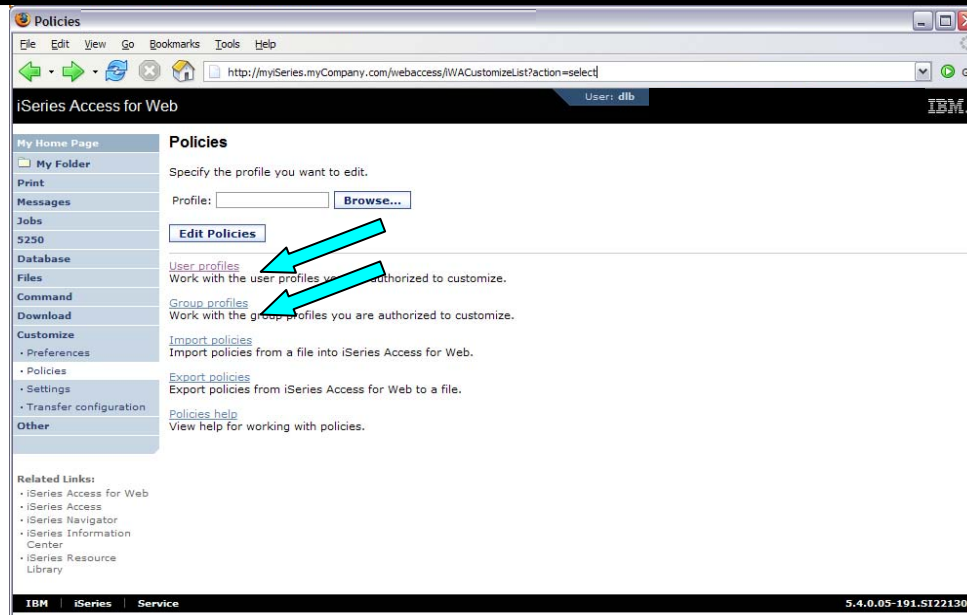 Policies
File Edit View Go Bookmarks Tools Help
http://myiSeries.myCompany.com/webaccess/iWACustomizeList?action=select
iSeries Access for Web
User: dlb
IBM
My Home Page
My Folder
Print
Messages
Jobs
5250
Database
Files
Command
Download
Customize
• Preferences
• Policies
• Settings
• Transfer configuration
Other
Related Links:
• iSeries Access for Web
• iSeries Access
• iSeries Navigator
• iSeries Information
Center
• iSeries Resource
Library
Policies
Specify the profile you want to edit.
Profile: Browse...
Edit Policies
User profiles
Work with the user profiles authorized to customize.
Group profiles
Work with the group profiles you are authorized to customize.
Import policies
Import policies from a file into iSeries Access for Web.
Export policies
Export policies from iSeries Access for Web to a file.
Policies help
View help for working with policies.
IBM | iSeries | Service
5.4.0.05-191.SI22130